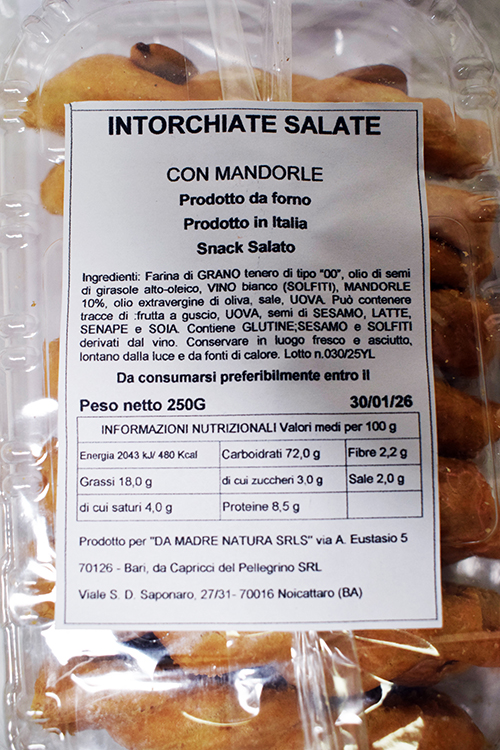 INTORCHIATE SALATE
CON MANDORLE
Prodotto da forno
Prodotto in Italia
Snack Salato
Ingredienti: Farina di GRANO tenero di tipo "00", olio di semi
di girasole alto-oleico, VINO bianco (SOLFITI), MANDORLE
10%, olio extravergine di oliva, sale, UOVA. Può contenere
tracce di :frutta a guscio, UOVA, semi di SESAMO, LATTE,
SENAPE e SOIA. Contiene GLUTINE;SESAMO e SOLFITI
derivati dal vino. Conservare in luogo fresco e asciutto,
lontano dalla luce e da fonti di calore. Lotto n.030/25YL
Da consumarsi preferibilmente entro il
Peso netto 250G 30/01/26
INFORMAZIONI NUTRIZIONALI Valori medi per 100 g
Energia 2043 kJ/ 480 Kcal Carboidrati 72,0 g Fibre 2,2 g
Grassi 18,0 g di cui zuccheri 3,0 g Sale 2,0 g
di cui saturi 4,0 g Proteine 8,5 g
Prodotto per "DA MADRE NATURA SRLS" via A. Eustasio 5
70126 - Bari, da Capricci del Pellegrino SRL
Viale S. D. Saponaro, 27/31- 70016 Noicattaro (BA)